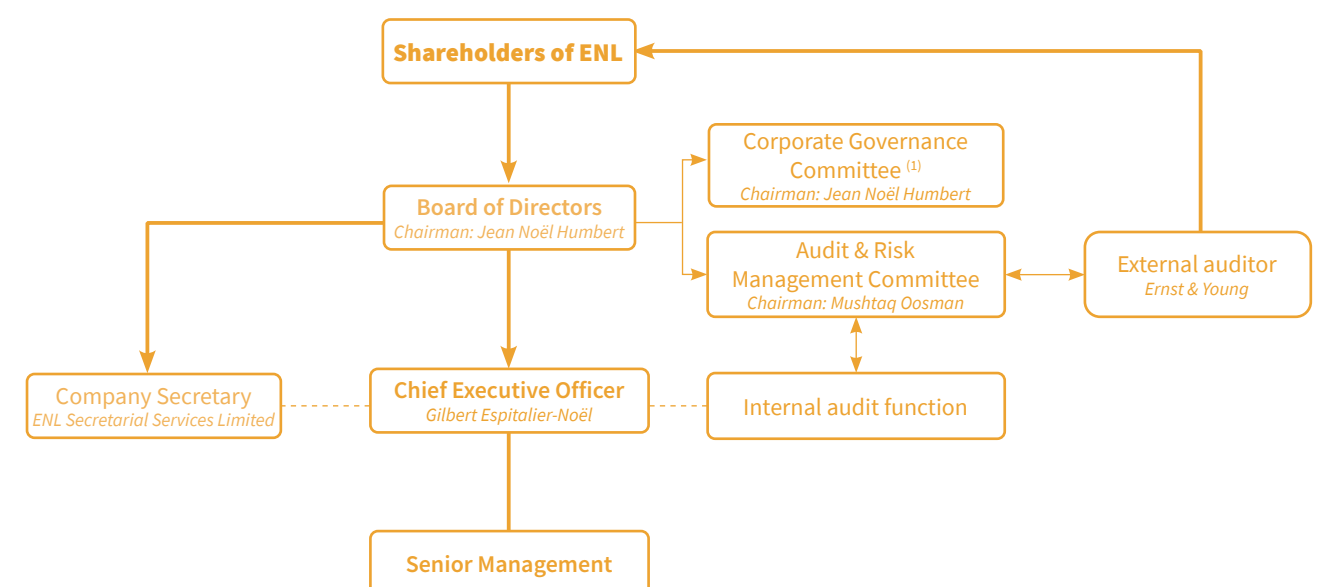 Shareholders of ENL
Corporate Governance
Committee (1)
Chairman: Jean Noël Humbert
Board of Directors
Chairman: Jean Noël Humbert
Audit & Risk
Management Committee
Chairman: Mushtaq Oosman
External auditor
Ernst & Young
Company Secretary
ENL Secretarial Services Limited
Chief Executive Officer
Gilbert Espitalier-Noël
Internal audit function
Senior Management